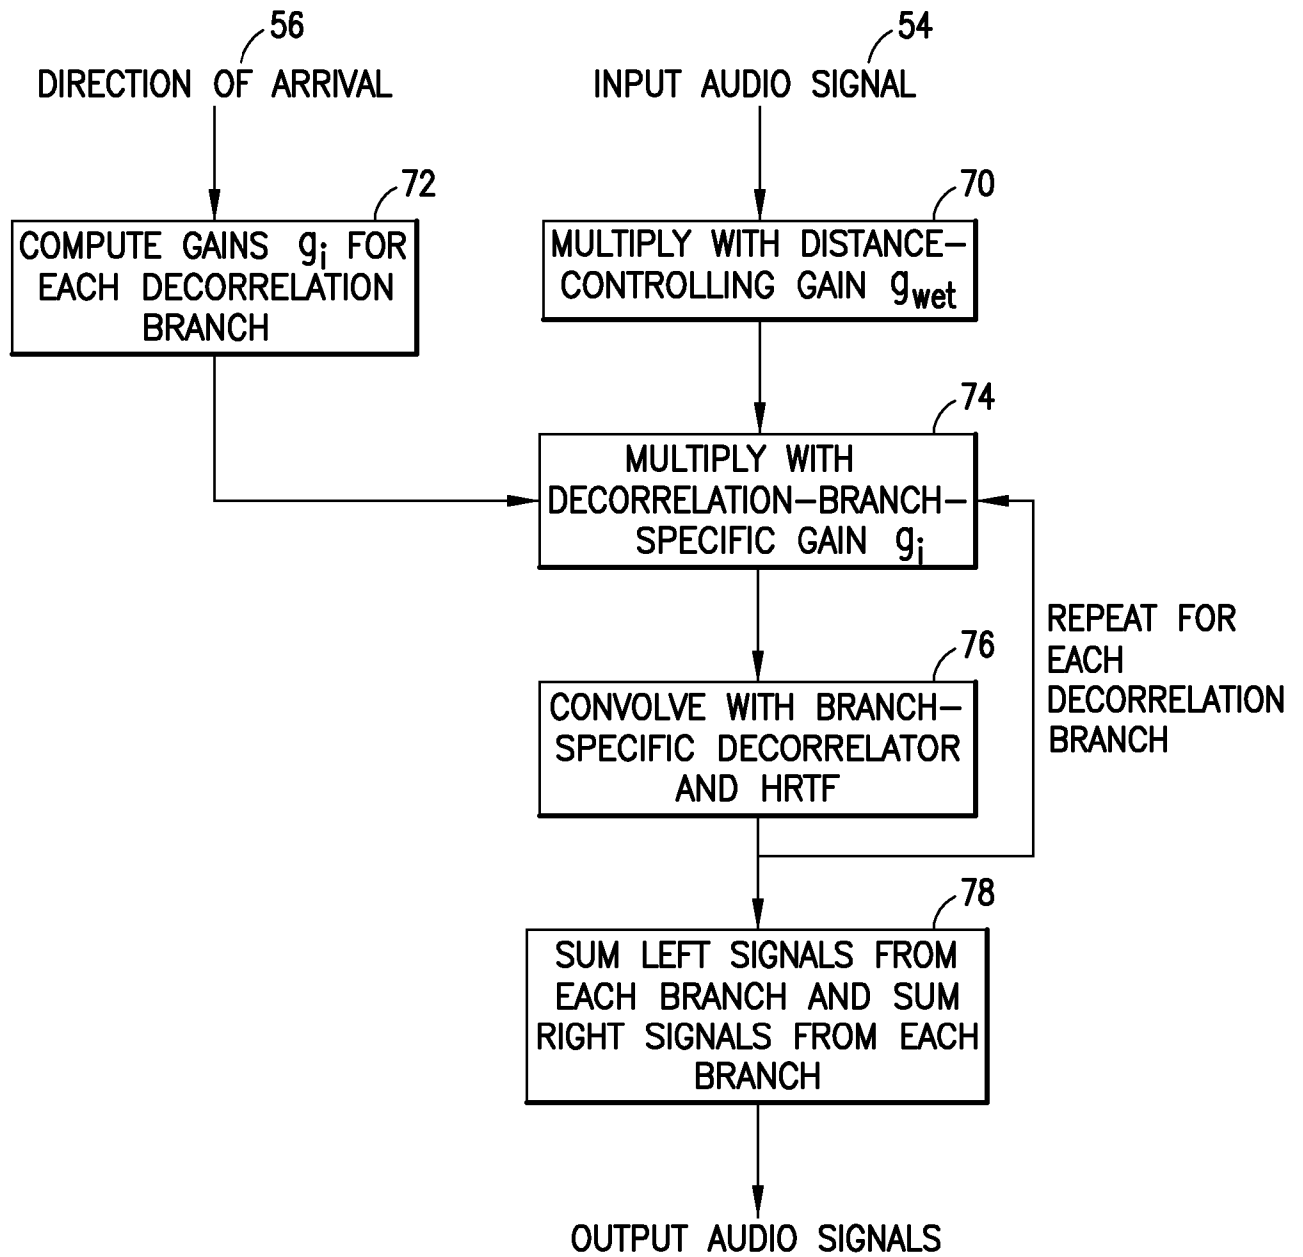 56
DIRECTION OF ARRIVAL
54
INPUT AUDIO SIGNAL
72
COMPUTE GAINS gi FOR
EACH DECORRELATION
BRANCH
70
MULTIPLY WITH DISTANCE-
CONTROLLING GAIN gwet
74
MULTIPLY WITH
DECORRELATION-BRANCH-
SPECIFIC GAIN gi
76
CONVOLVE WITH BRANCH-
SPECIFIC DECORRELATOR
AND HRTF
REPEAT FOR
EACH
DECORRELATION
BRANCH
78
SUM LEFT SIGNALS FROM
EACH BRANCH AND SUM
RIGHT SIGNALS FROM EACH
BRANCH
OUTPUT AUDIO SIGNALS